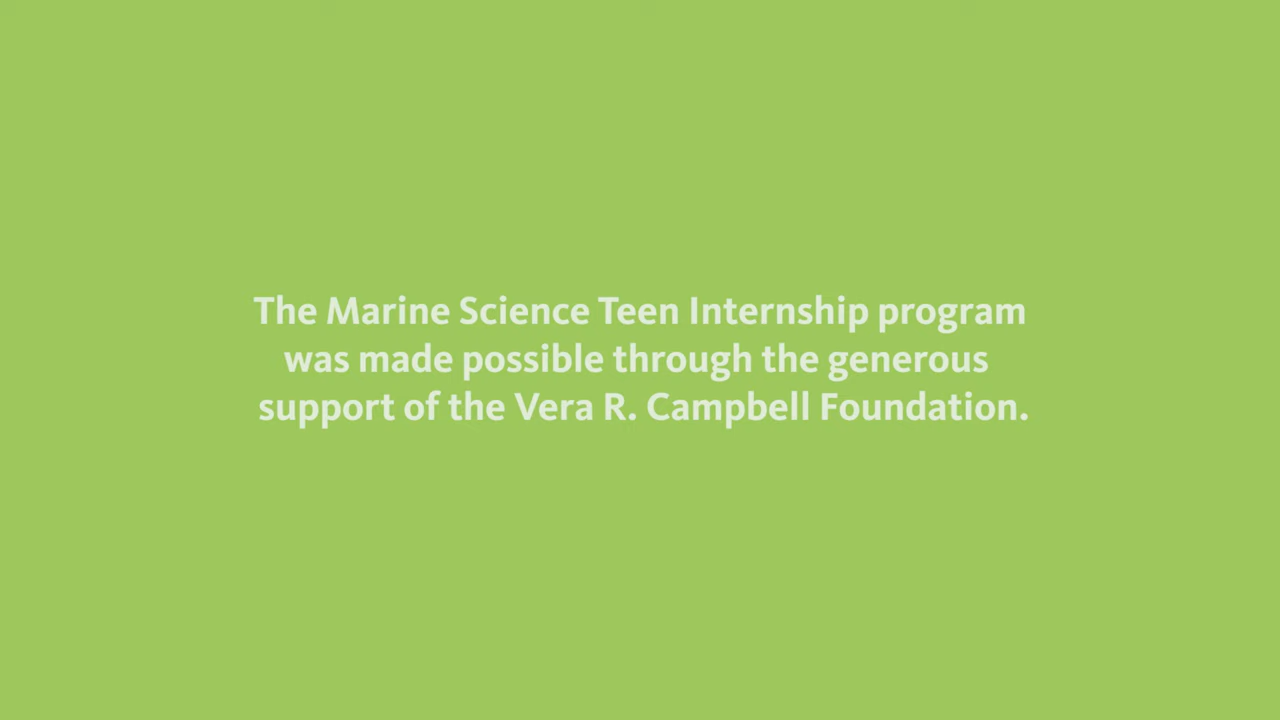 The Marine Science Teen Internship program
was made possible through the generous
support of the Vera R. Campbell Foundation.